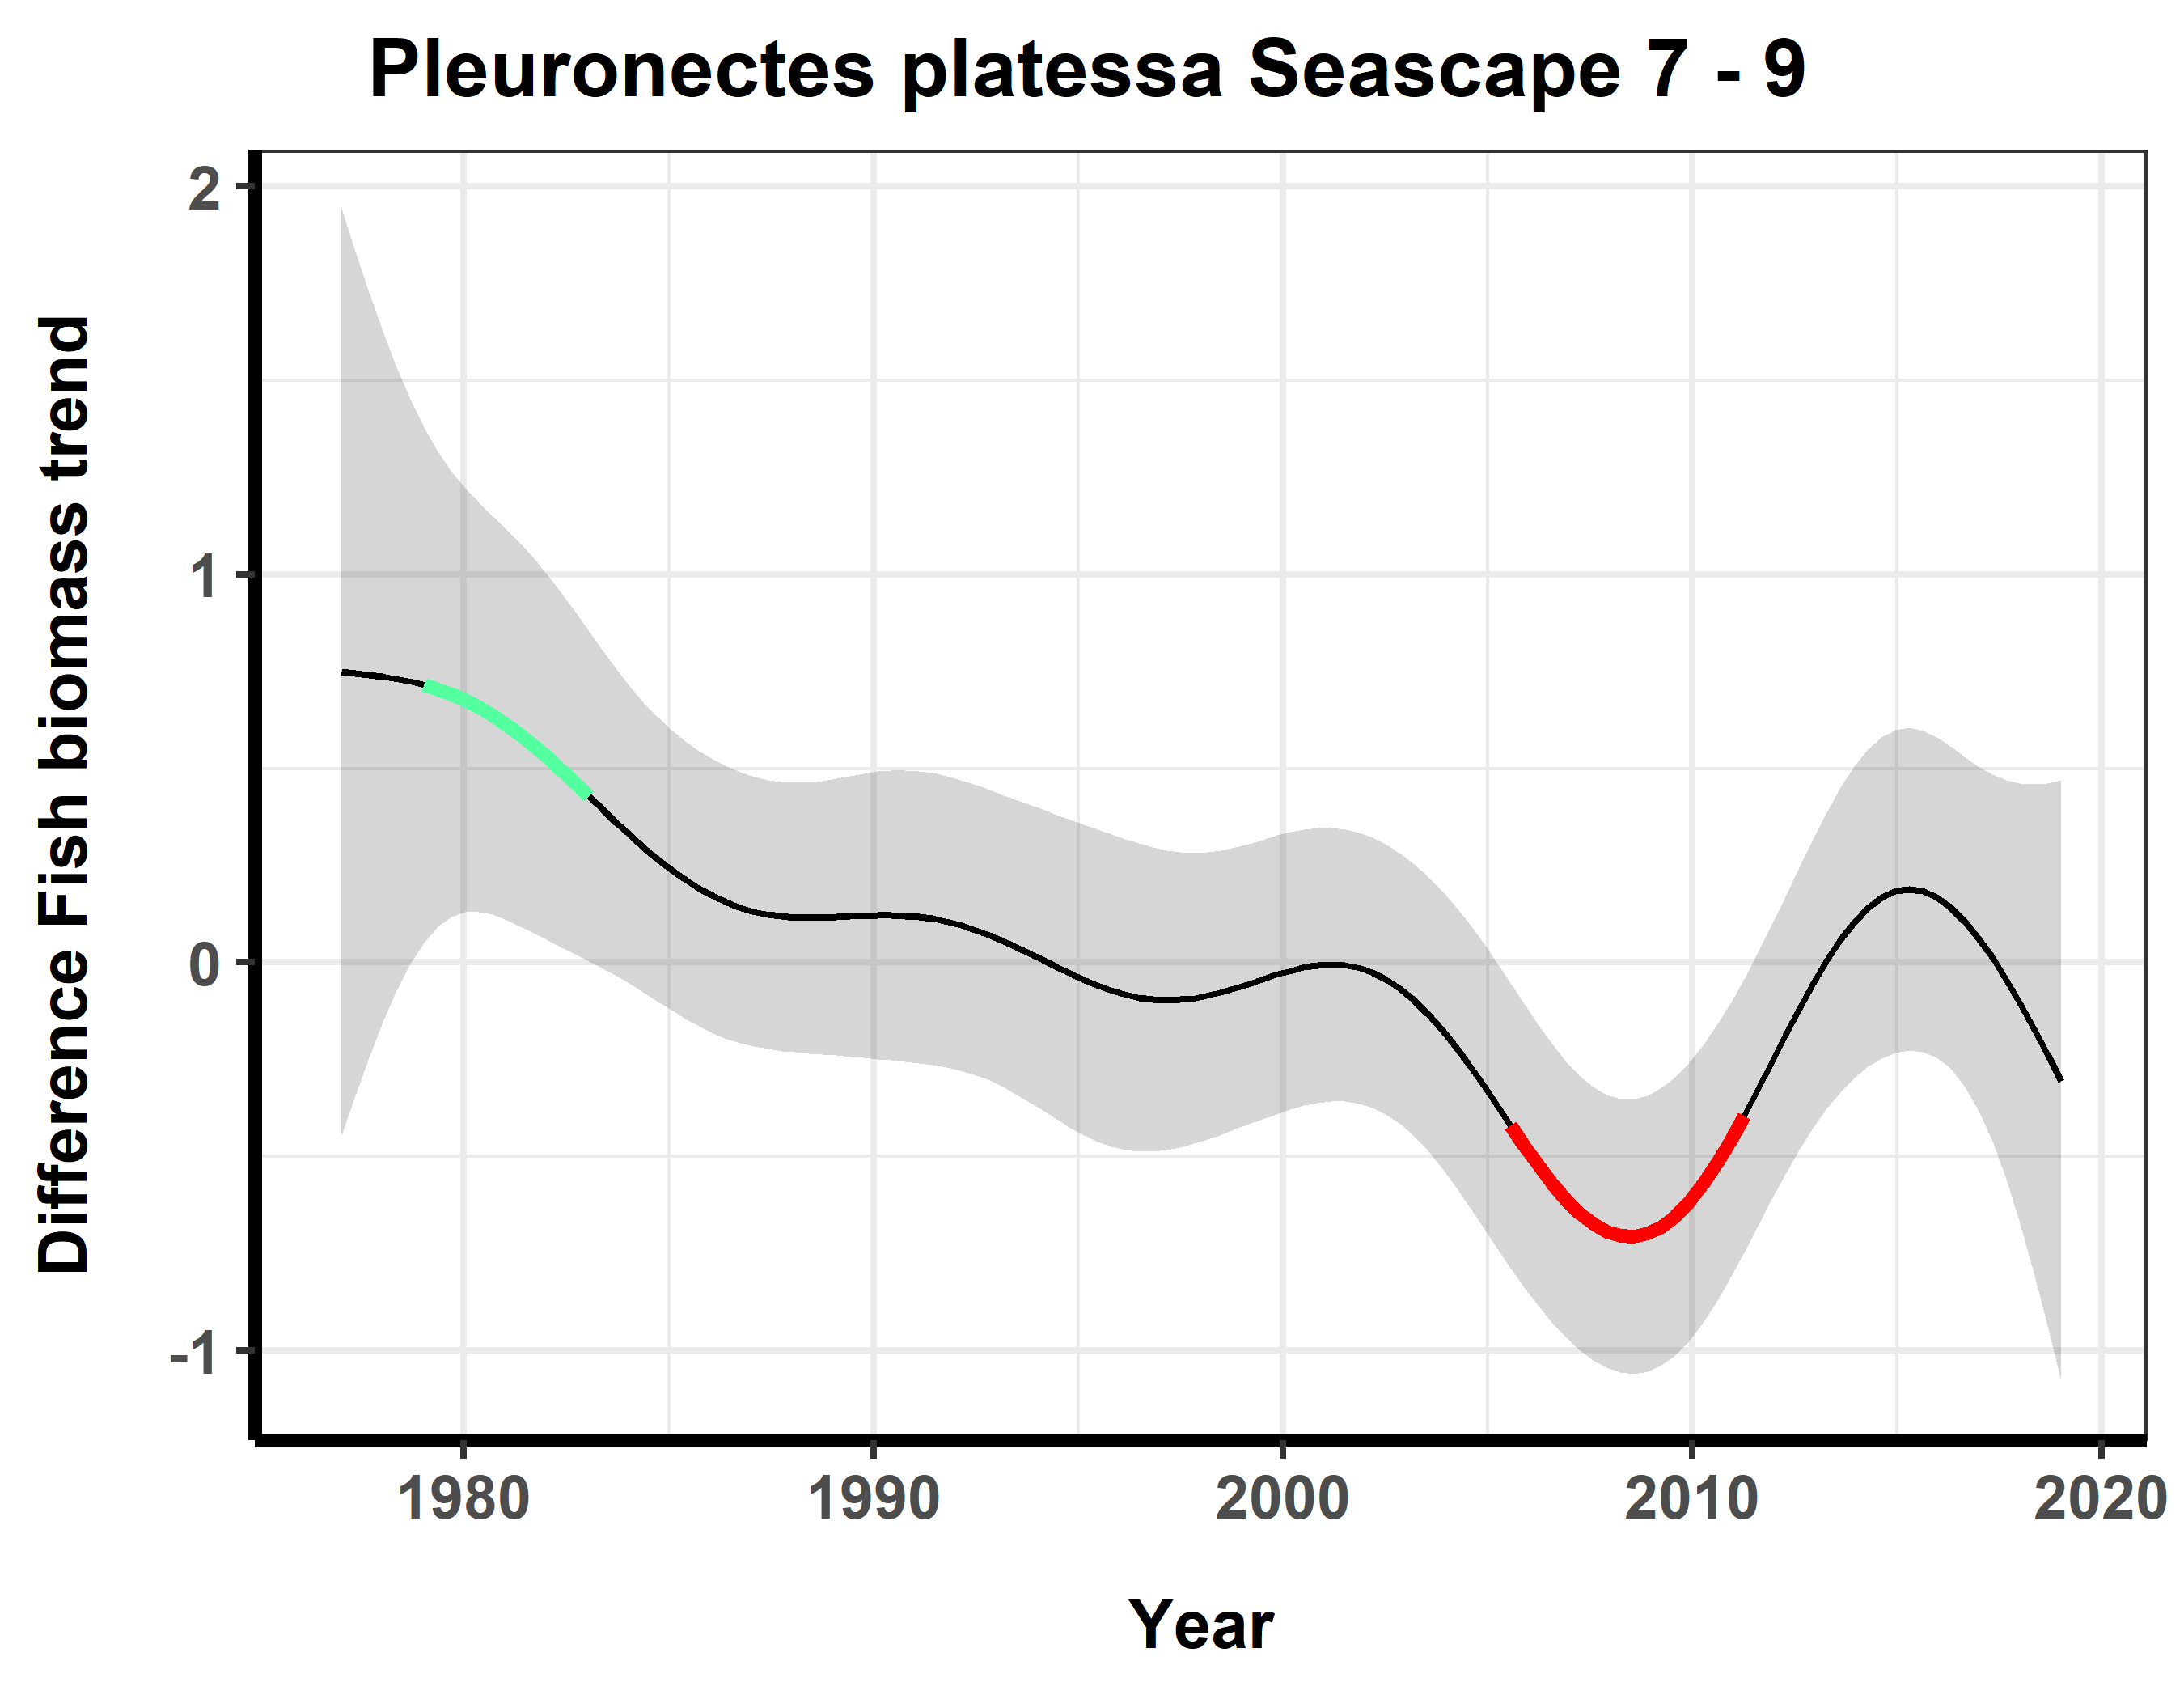 Pleuronectes platessa Seascape 7 - 9
Difference Fish biomass trend
2
1
0
-1
1980 1990 2000 2010 2020
Year